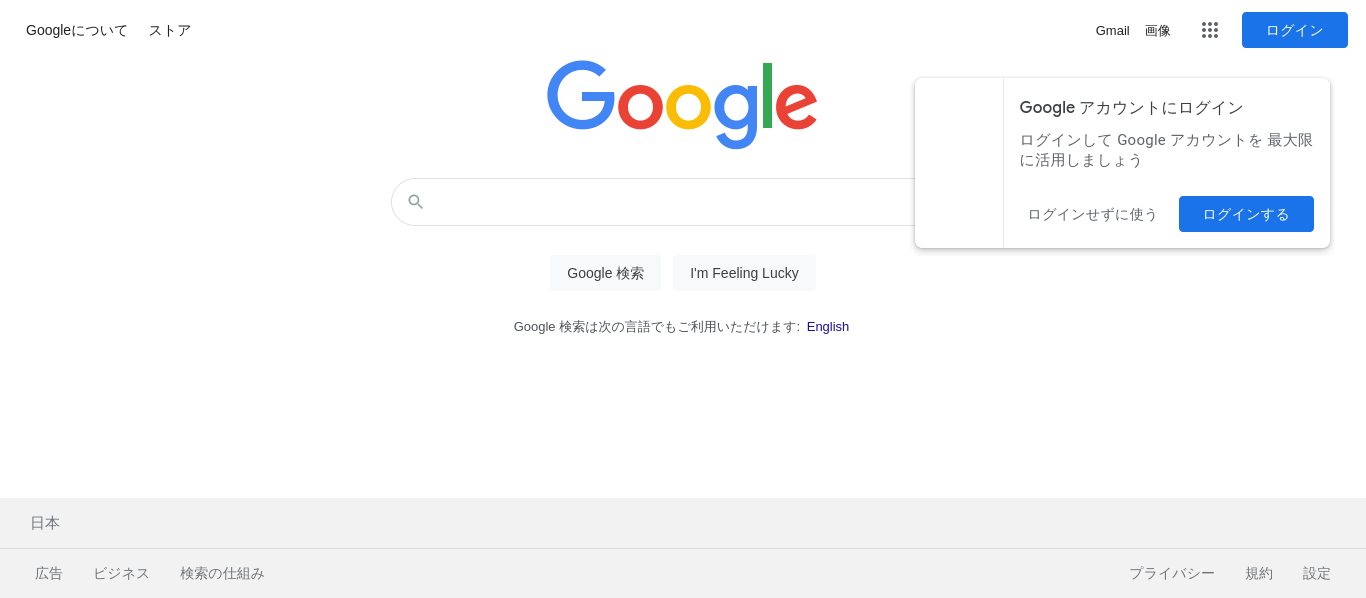 Googleについて ストア
Gmail 画像 ログイン
Google
Google アカウントにログイン
ログインして Google アカウントを 最大限
に活用しましょう
ログインせずに使う ログインする
Google 検索 I'm Feeling Lucky
Google 検索は次の言語でもご利用いただけます: English
日本
広告 ビジネス 検索の仕組み
プライバシー 規約 設定